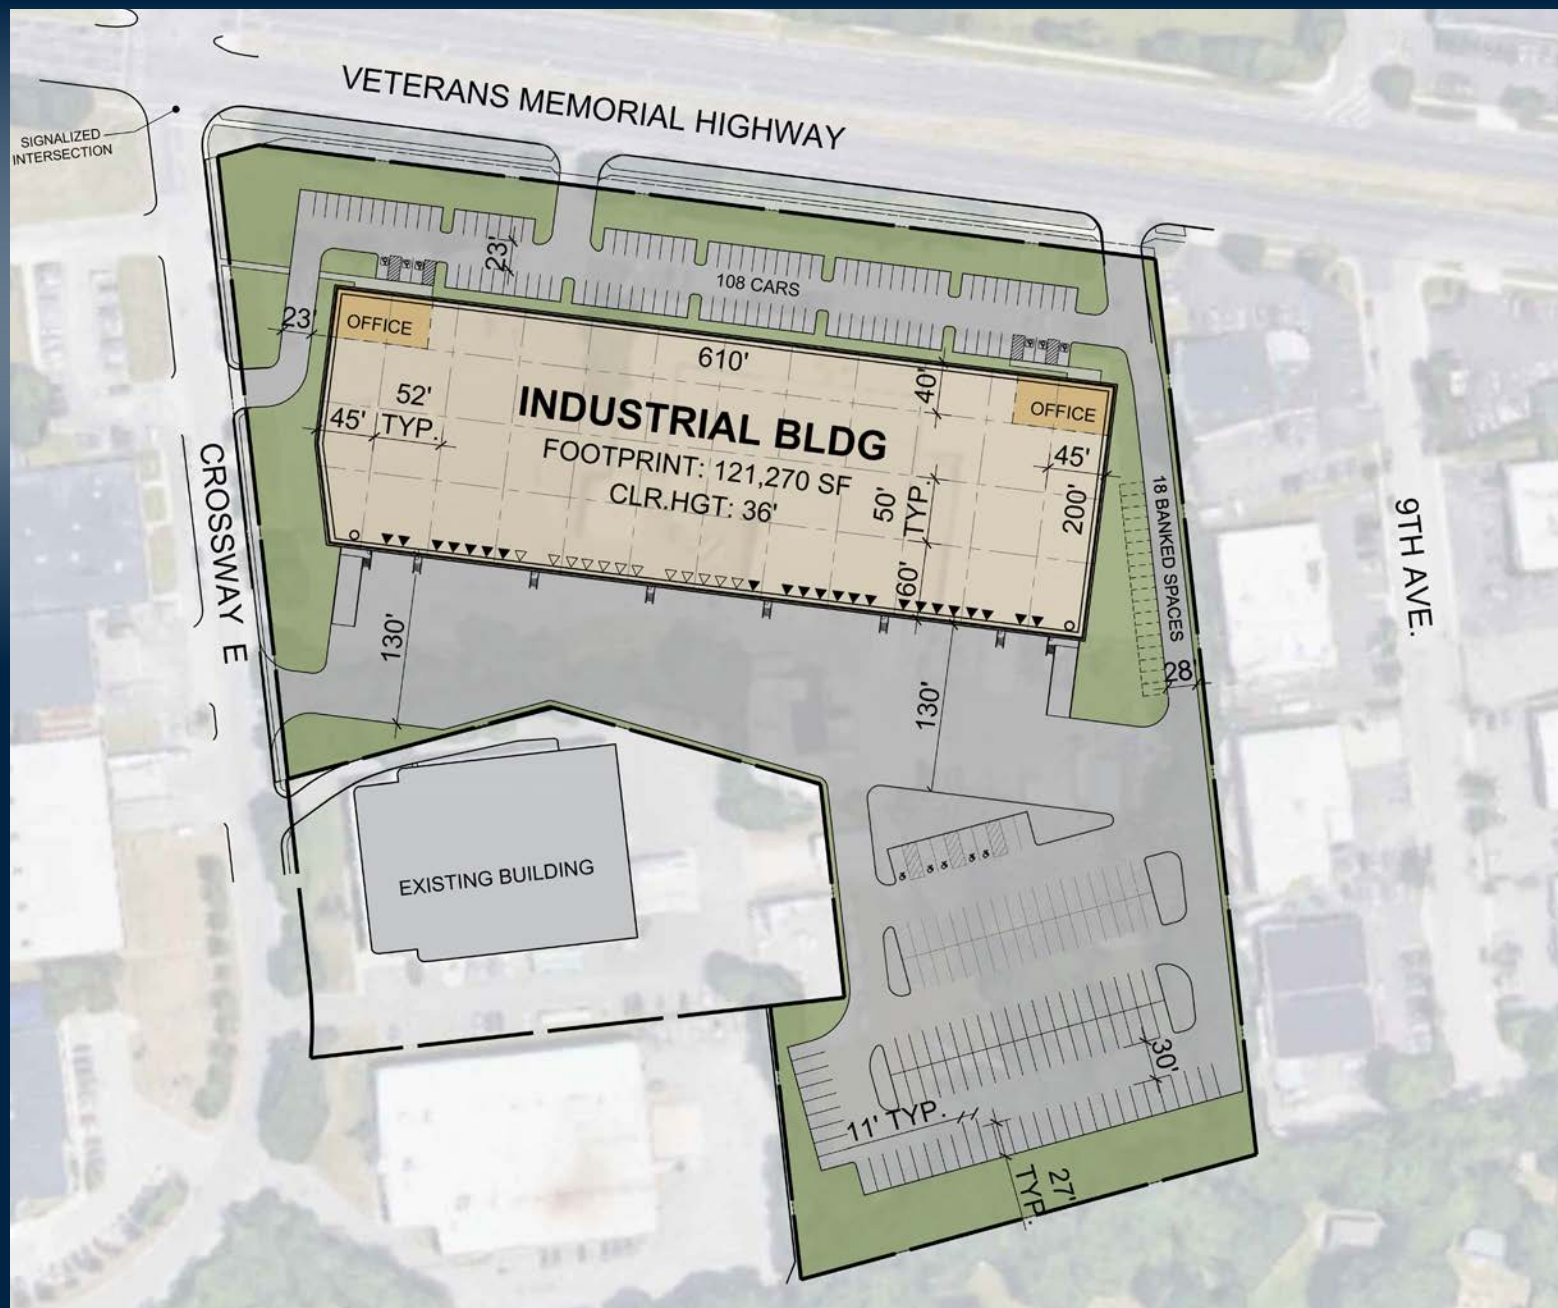 VETERANS MEMORIAL HIGHWAY
SIGNALIZED
INTERSECTION
23'
108 CARS
23'
OFFICE
610'
40'
OFFICE
52'
TYP.
45'
INDUSTRIAL BLDG
FOOTPRINT: 121,270 SF
CLR.HGT: 36'
50'
TYP.
45'
200'
60'
18 BANKED SPACES
28'
CROSSWAY E
9TH AVE.
130'
130'
EXISTING BUILDING
30'
11' TYP.
27'
TYP.